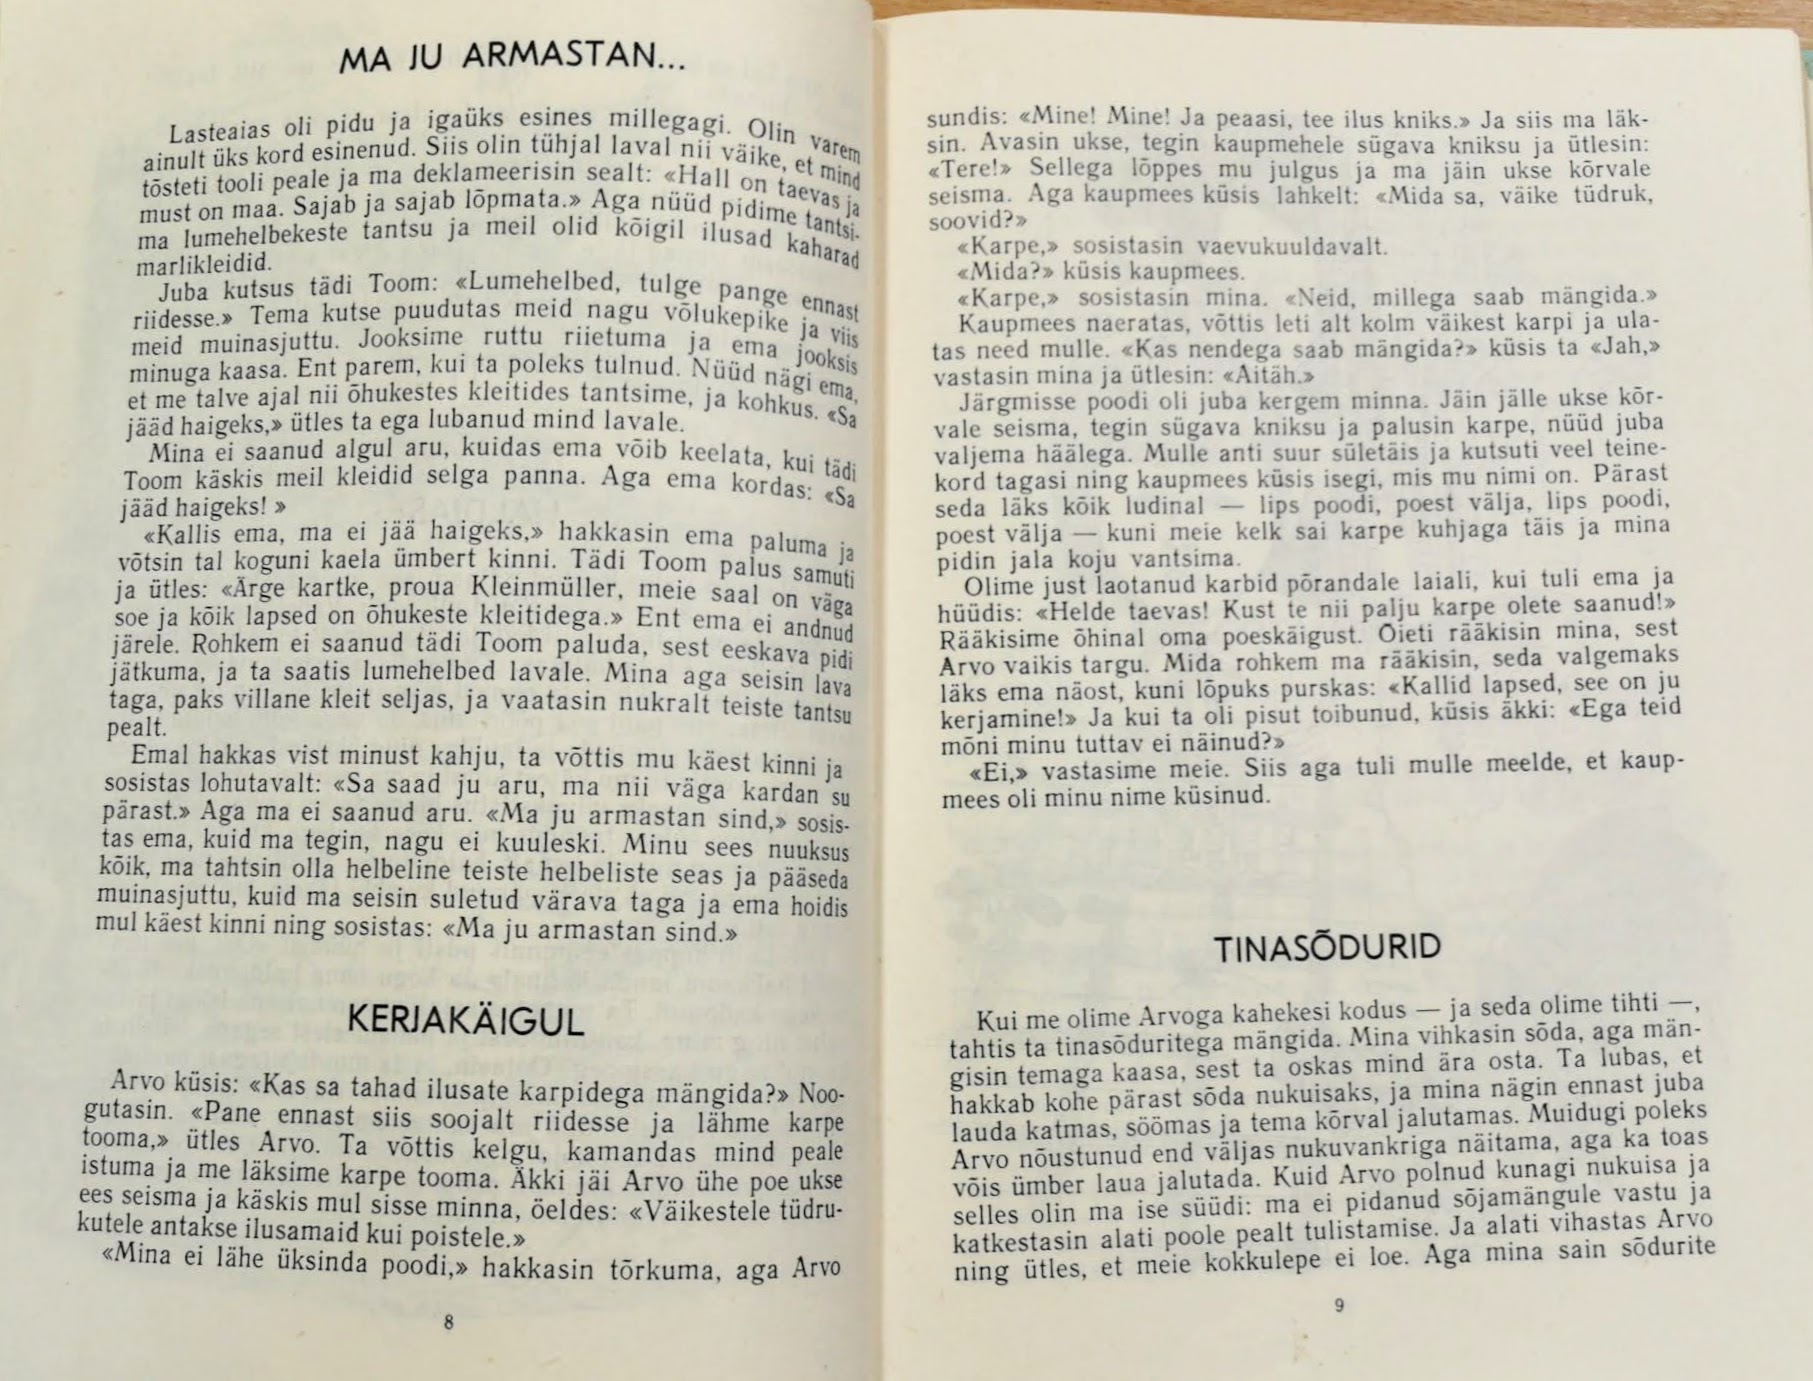 MA JU ARMASTAN...
Lasteaias oli pidu ja igaüks esines millegagi. Olin varem
ainult üks kord esinenud. Siis olin tühjal laval nii väike, et mind
tõsteti tooli peale ja ma deklameerisin sealt: «Hall on taevas ja
must on maa. Sajab ja sajab lõpmata.» Aga nüüd pidime tantsi-
ma lumehelbekeste tantsu ja meil olid kõigil ilusad kaharad
marlikleidid.
Juba kutsus tädi Toom: «Lumehelbed, tulge pange ennast
riidesse.» Tema kutse puudutas meid nagu võlukepike ja viis
meid muinasjuttu. Jooksime ruttu riietuma ja ema jooksis
minuga kaasa. Ent parem, kui ta poleks tulnud. Nüüd nägi ema,
et me talve ajal nii õhukestes kleitides tantsime, ja kohkus. «Sa
jääd haigeks,» ütles ta ega lubanud mind lavale.
Mina ei saanud algul aru, kuidas ema võib keelata, kui tädi
Toom käskis meil kleidid selga panna. Aga ema kordas: «Sa
jääd haigeks! »
«Kallis ema, ma ei jää haigeks,» hakkasin ema paluma ja
võtsin tal koguni kaela ümbert kinni. Tädi Toom palus samuti
ja ütles: «Ärge kartke, proua Kleinmüller, meie saal on väga
soe ja kõik lapsed on õhukeste kleitidega.» Ent ema ei andnud
järele. Rohkem ei saanud tädi Toom paluda, sest eeskava pidi
jätkuma, ja ta saatis lumehelbed lavale. Mina aga seisin lava
taga, paks villane kleit seljas, ja vaatasin nukralt teiste tantsu
pealt.
Emal hakkas vist minust kahju, ta võttis mu käest kinni ja
sosistas lohutavalt: «Sa saad ju aru, ma nii väga kardan su
pärast.» Aga ma ei saanud aru. «Ma ju armastan sind,» sosis-
tas ema, kuid ma tegin, nagu ei kuuleski. Minu sees nuuksus
kõik, ma tahtsin olla helbeline teiste helbeliste seas ja pääseda
muinasjuttu, kuid ma seisin suletud värava taga ja ema hoidis
mul käest kinni ning sosistas: «Ma ju armastan sind.»
KERJAKÄIGUL
Arvo küsis: «Kas sa tahad ilusate karpidega mängida?» Noo-
gutasin. «Pane ennast siis soojalt riidesse ja lähme karpe
tooma,» ütles Arvo. Ta võttis kelgu, kamandas mind peale
istuma ja me läksime karpe tooma. Äkki jäi Arvo ühe poe ukse
ees seisma ja käskis mul sisse minna, öeldes: «Väikestele tüdru-
kutele antakse ilusamaid kui poistele.»
«Mina ei lähe üksinda poodi,» hakkasin tõrkuma, aga Arvo
8
sundis: «Mine! Mine! Ja peaasi, tee ilus kniks.» Ja siis ma läk-
sin. Avasin ukse, tegin kaupmehele sügava kniksu ja ütlesin:
«Tere!» Sellega lõppes mu julgus ja ma jäin ukse kõrvale
seisma. Aga kaupmees küsis lahkelt: «Mida sa, väike tüdruk,
soovid?»
«Karpe,» sosistasin vaevukuuldavalt.
«Mida?» küsis kaupmees.
«Karpe,» sosistasin mina. «Neid, millega saab mängida.»
Kaupmees naeratas, võttis leti alt kolm väikest karpi ja ula-
tas need mulle. «Kas nendega saab mängida?» küsis ta «Jah,»
vastasin mina ja ütlesin: «Aitäh.»
Järgmisse poodi oli juba kergem minna. Jäin jälle ukse kõr-
vale seisma, tegin sügava kniksu ja palusin karpe, nüüd juba
valjema häälega. Mulle anti suur sületäis ja kutsuti veel teine-
kord tagasi ning kaupmees küsis isegi, mis mu nimi on. Pärast
seda läks kõik ludinal — lips poodi, poest välja, lips poodi,
poest välja — kuni meie kelk sai karpe kuhjaga täis ja mina
pidin jala koju vantsima.
Olime just laotanud karbid põrandale laiali, kui tuli ema ja
hüüdis: «Helde taevas! Kust te nii palju karpe olete saanud!»
Rääkisime õhinal oma poeskäigust. Õieti rääkisin mina, sest
Arvo vaikis targu. Mida rohkem ma rääkisin, seda valgemaks
läks ema näost, kuni lõpuks purskas: «Kallid lapsed, see on ju
kerjamine!» Ja kui ta oli pisut toibunud, küsis äkki: «Ega teid
mõni minu tuttav ei näinud?»
«Ei,» vastasime meie. Siis aga tuli mulle meelde, et kaup-
mees oli minu nime küsinud.
TINASÕDURID
Kui me olime Arvoga kahekesi kodus — ja seda olime tihti —,
tahtis ta tinasõduritega mängida. Mina vihkasin sõda, aga män-
gisin temaga kaasa, sest ta oskas mind ära osta. Ta lubas, et
hakkab kohe pärast sõda nukuisaks, ja mina nägin ennast juba
lauda katmas, söömas ja tema kõrval jalutamas. Muidugi poleks
Arvo nõustunud end väljas nukuvankriga näitama, aga ka toas
võis ümber laua jalutada. Kuid Arvo polnud kunagi nukuisa ja
selles olin ma ise süüdi: ma ei pidanud sõjamängule vastu ja
katkestasin alati poole pealt tulistamise. Ja alati vihastas Arvo
ning ütles, et meie kokkulepe ei loe. Aga mina sain sõdurite
9